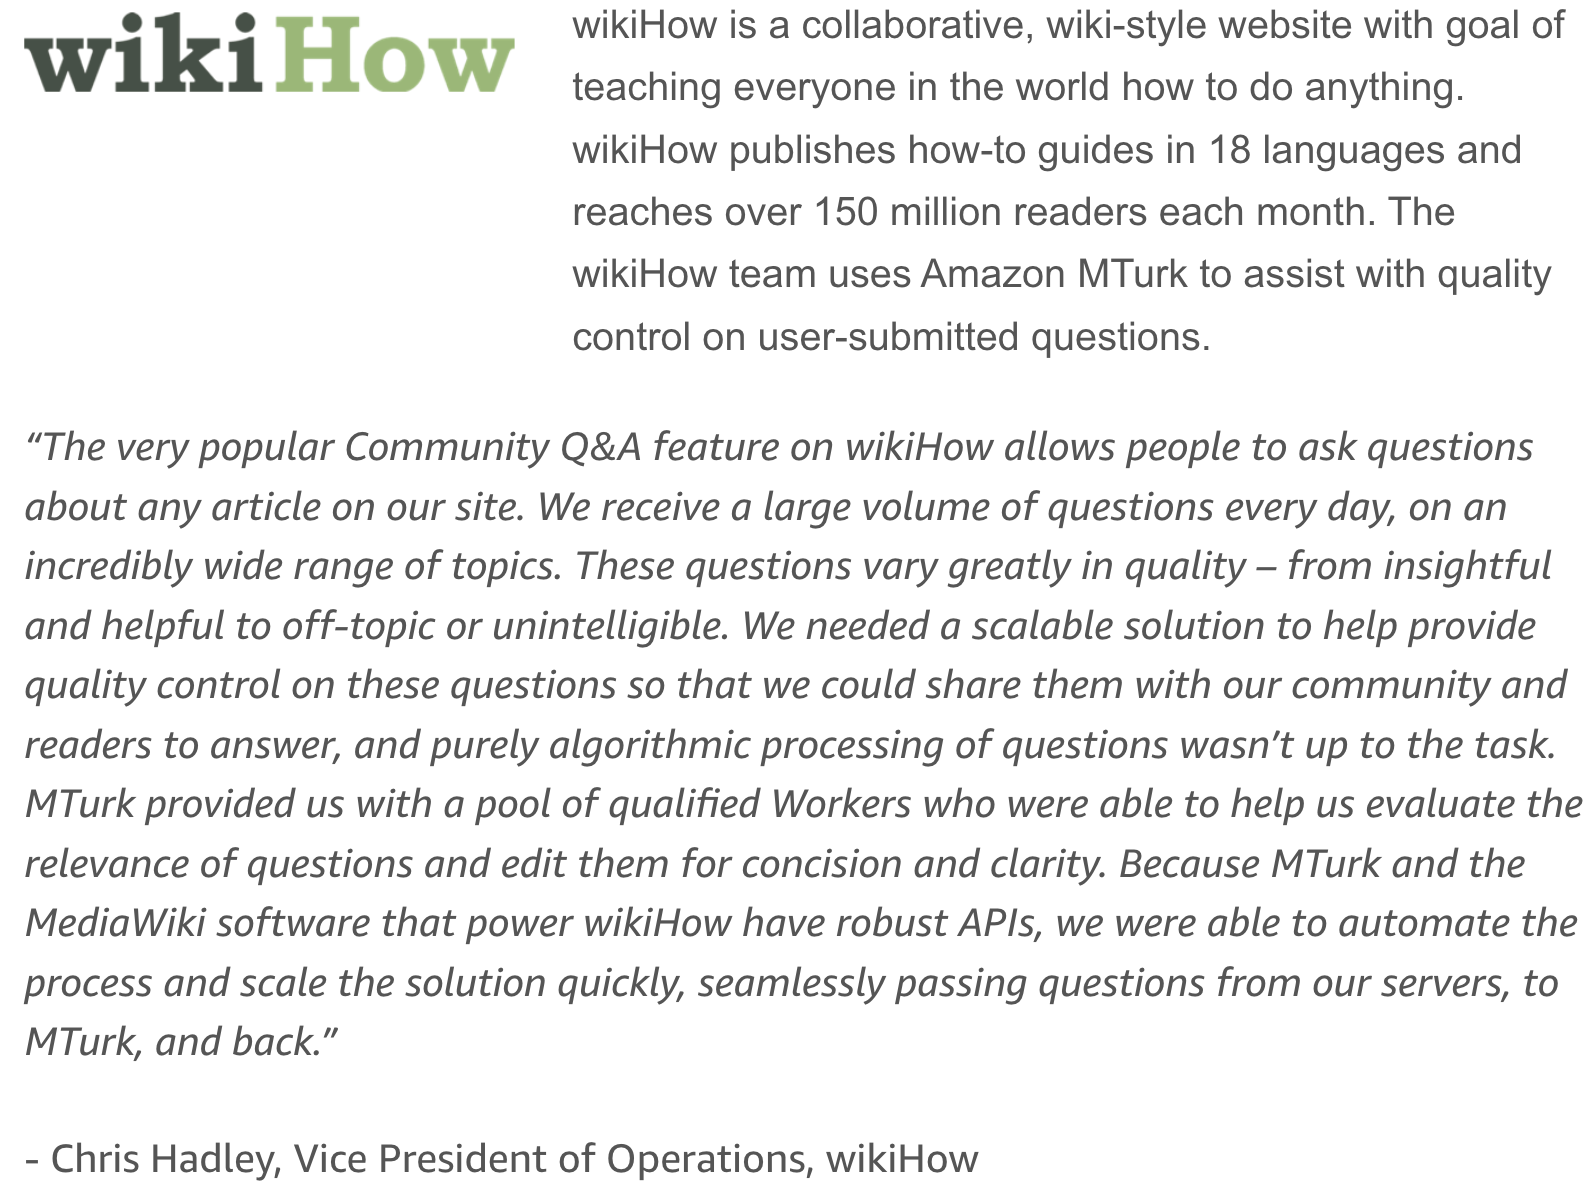 wikiHow
wikiHow is a collaborative, wiki-style website with goal of
teaching everyone in the world how to do anything.
wikiHow publishes how-to guides in 18 languages and
reaches over 150 million readers each month. The
wikiHow team uses Amazon MTurk to assist with quality
control on user-submitted questions.
“The very popular Community Q&A feature on wikiHow allows people to ask questions
about any article on our site. We receive a large volume of questions every day, on an
incredibly wide range of topics. These questions vary greatly in quality – from insightful
and helpful to off-topic or unintelligible. We needed a scalable solution to help provide
quality control on these questions so that we could share them with our community and
readers to answer, and purely algorithmic processing of questions wasn’t up to the task.
MTurk provided us with a pool of qualified Workers who were able to help us evaluate the
relevance of questions and edit them for concision and clarity. Because MTurk and the
MediaWiki software that power wikiHow have robust APIs, we were able to automate the
process and scale the solution quickly, seamlessly passing questions from our servers, to
MTurk, and back.”
- Chris Hadley, Vice President of Operations, wikiHow